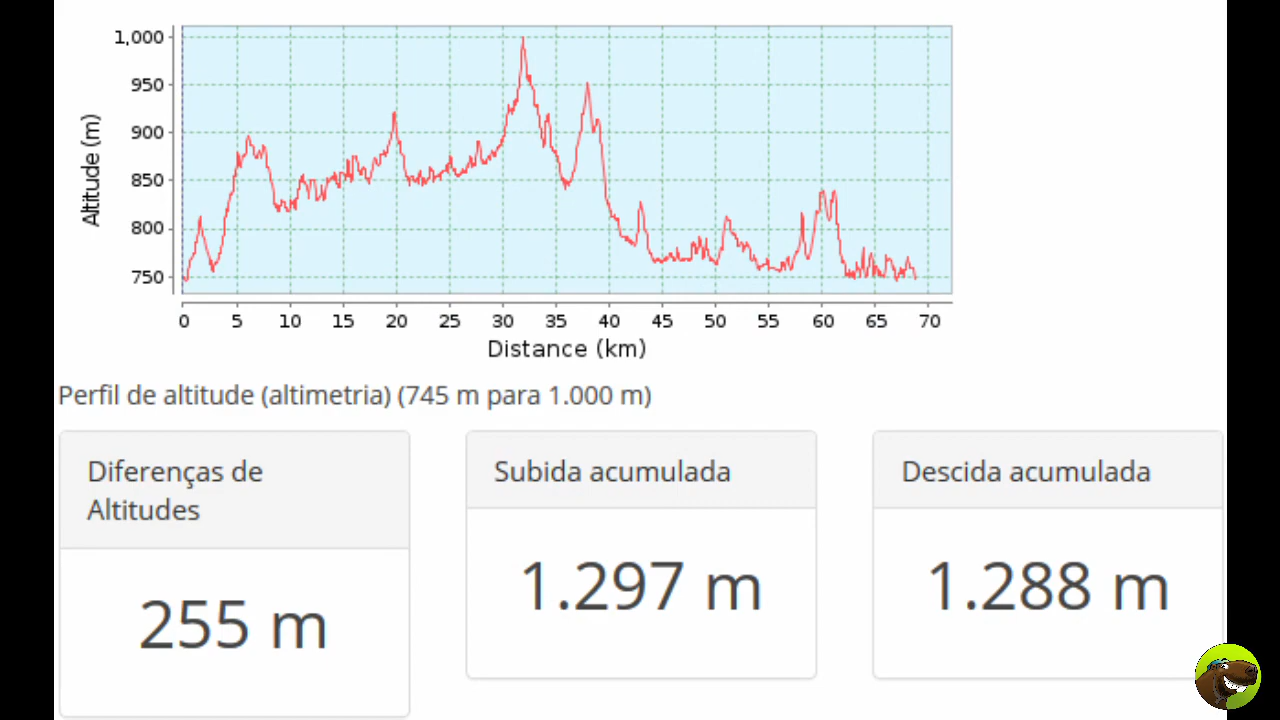 1,000
950
900
850
800
750
Altitude (m)
0 5 10 15 20 25 30 35 40 45 50 55 60 65 70
Distance (km)
Perfil de altitude (altimetria) (745 m para 1.000 m)
Diferenças de
Altitudes
255 m
Subida acumulada
1.297 m
Descida acumulada
1.288 m